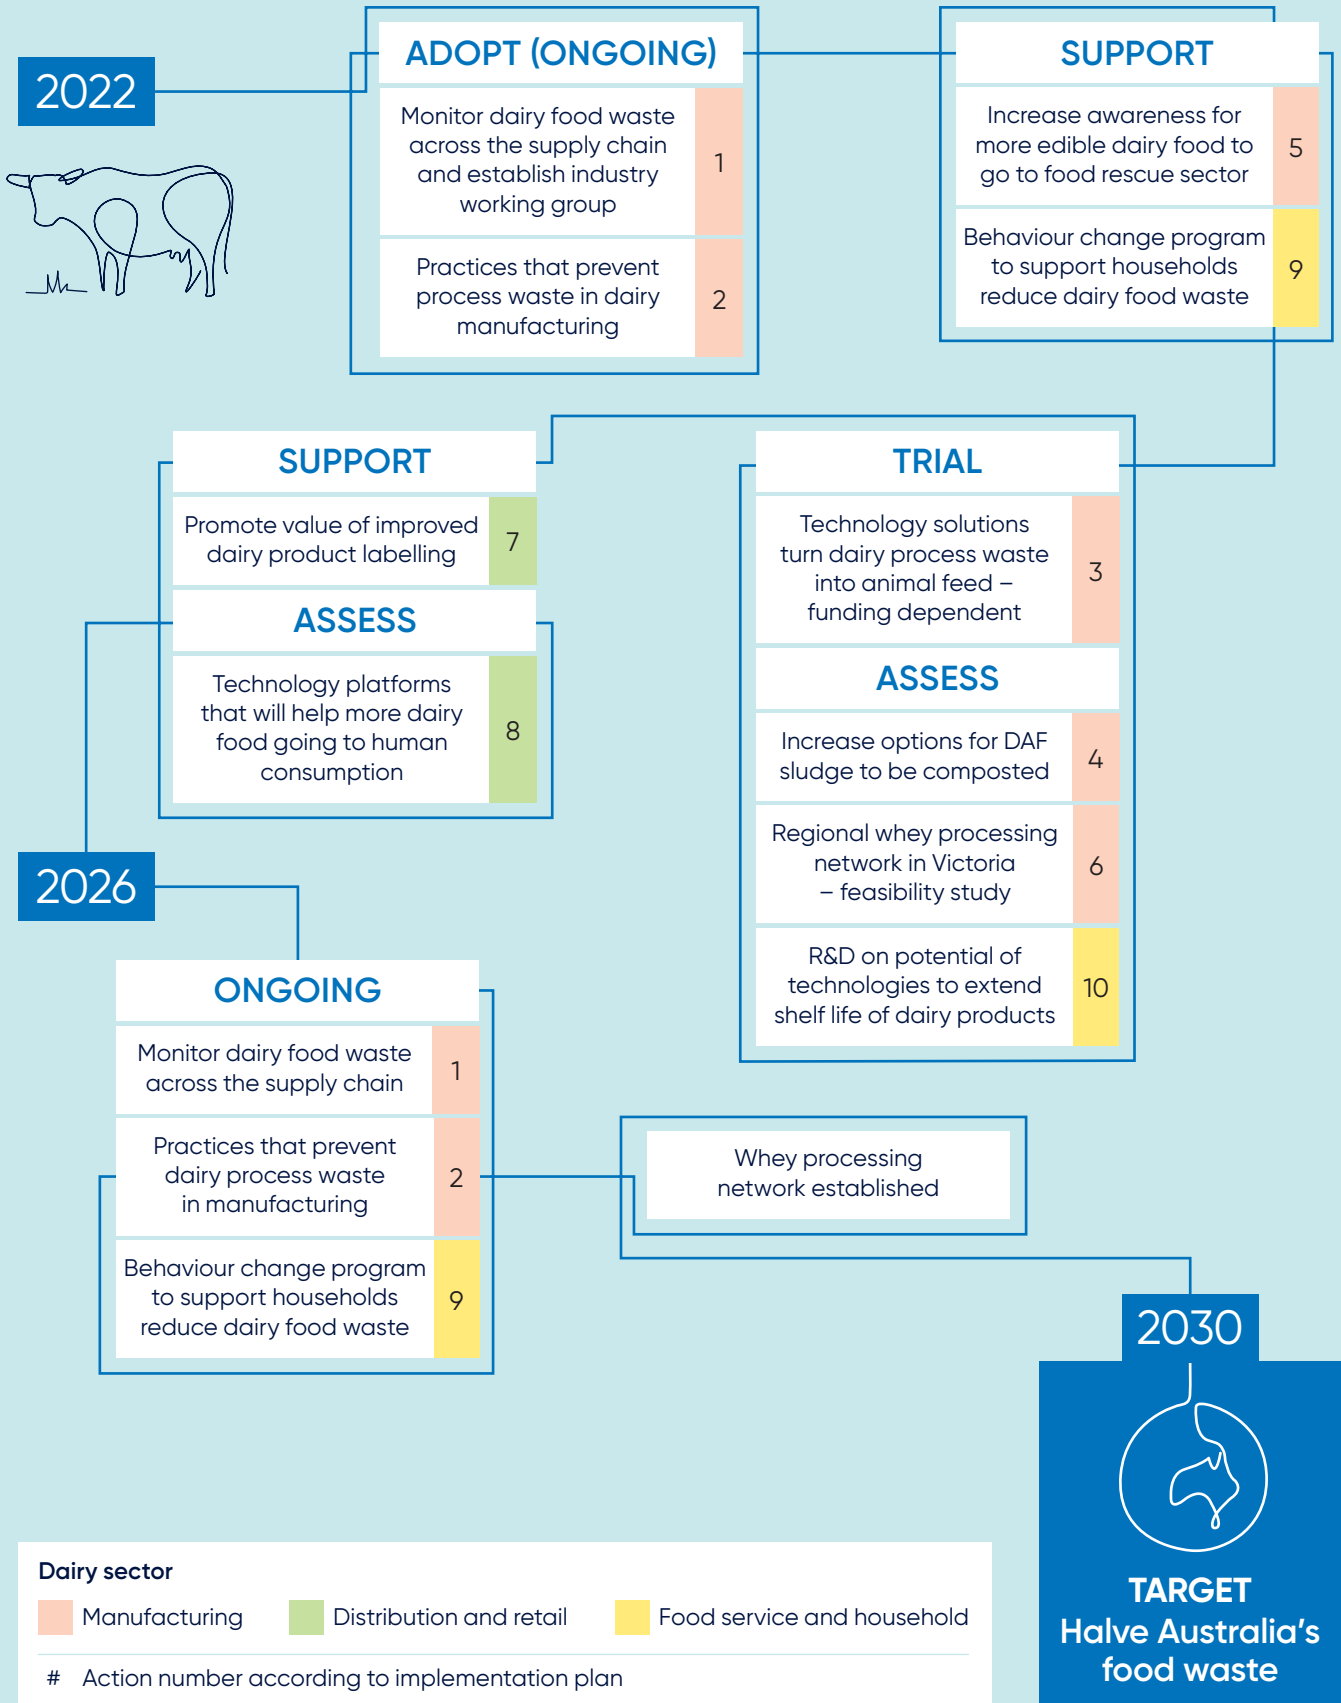 2022
ADOPT (ONGOING)
Monitor dairy food waste
across the supply chain
and establish industry
working group
1
Practices that prevent
process waste in dairy
manufacturing
2
SUPPORT
Increase awareness for
more edible dairy food to
go to food rescue sector
5
Behaviour change program
to support households
reduce dairy food waste
9
TRIAL
Technology solutions
turn dairy process waste
into animal feed –
funding dependent
3
ASSESS
Increase options for DAF
sludge to be composted
4
Regional whey processing
network in Victoria
– feasibility study
6
R&D on potential of
technologies to extend
shelf life of dairy products
10
SUPPORT
Promote value of improved
dairy product labelling
7
ASSESS
Technology platforms
that will help more dairy
food going to human
consumption
8
2026
ONGOING
Monitor dairy food waste
across the supply chain
1
Practices that prevent
dairy process waste
in manufacturing
2
Behaviour change program
to support households
reduce dairy food waste
9
Whey processing
network established
2030
TARGET
Halve Australia's
food waste
Dairy sector
Manufacturing
Distribution and retail
Food service and household
# Action number according to implementation plan